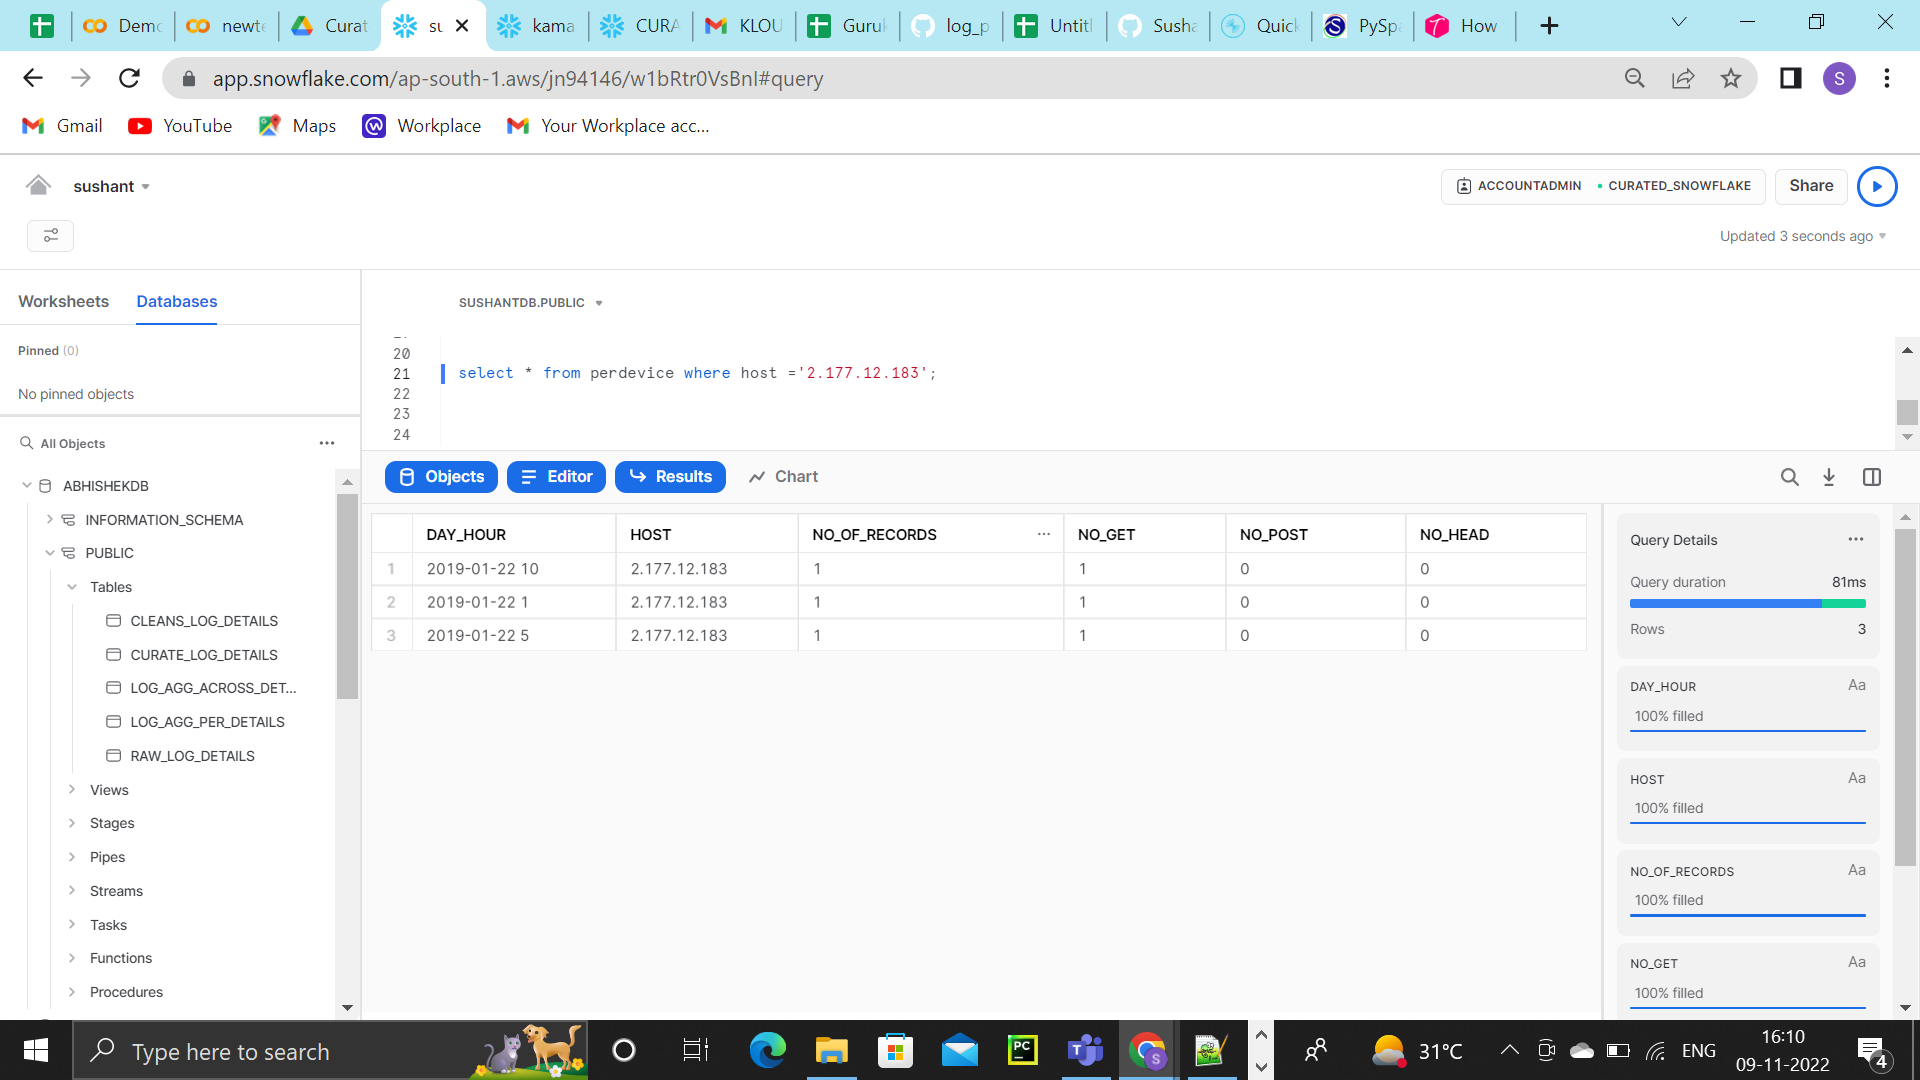 Demo
newte
Curat
su
kama
CURA
KLOU
Guruk
log_p
Untitl
Susha
Quick
PySpa
How
app.snowflake.com/ap-south-1.aws/jn94146/w1bRtr0VsBnI#query
S
Gmail
YouTube
Maps
Workplace
Your Workplace acc...
sushant
ACCOUNTADMIN
CURATED_SNOWFLAKE
Share
Updated 3 seconds ago
Worksheets
Databases
Pinned (0)
No pinned objects
All Objects
ABHISHEKDB
INFORMATION_SCHEMA
PUBLIC
Tables
CLEANS_LOG_DETAILS
CURATE_LOG_DETAILS
LOG_AGG_ACROSS_DET...
LOG_AGG_PER_DETAILS
RAW_LOG_DETAILS
Views
Stages
Pipes
Streams
Tasks
Functions
Procedures
SUSHANTDB.PUBLIC
20
21 select * from perdevice where host ='2.177.12.183';
22
23
24
Objects
Editor
Results
Chart
DAY_HOUR HOST NO_OF_RECORDS ... NO_GET NO_POST NO_HEAD
1 2019-01-22 10 2.177.12.183 1 1 0 0
2 2019-01-22 1 2.177.12.183 1 1 0 0
3 2019-01-22 5 2.177.12.183 1 1 0 0
Query Details
Query duration 81ms
Rows 3
DAY_HOUR Aa
100% filled
HOST Aa
100% filled
NO_OF_RECORDS Aa
100% filled
NO_GET Aa
100% filled
Type here to search
PC
T
S
31°C
ENG
16:10
09-11-2022
4